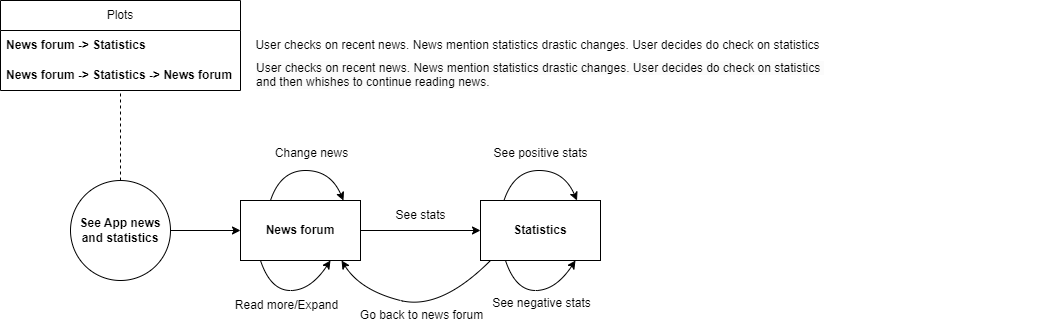 Plots
News forum -> Statistics
User checks on recent news. News mention statistics drastic changes. User decides do check on statistics
News forum -> Statistics -> News forum
User checks on recent news. News mention statistics drastic changes. User decides do check on statistics
and then whishes to continue reading news.
Change news
See positive stats
See App news
and statistics
News forum
See stats
Statistics
Read more/Expand
Go back to news forum
See negative stats